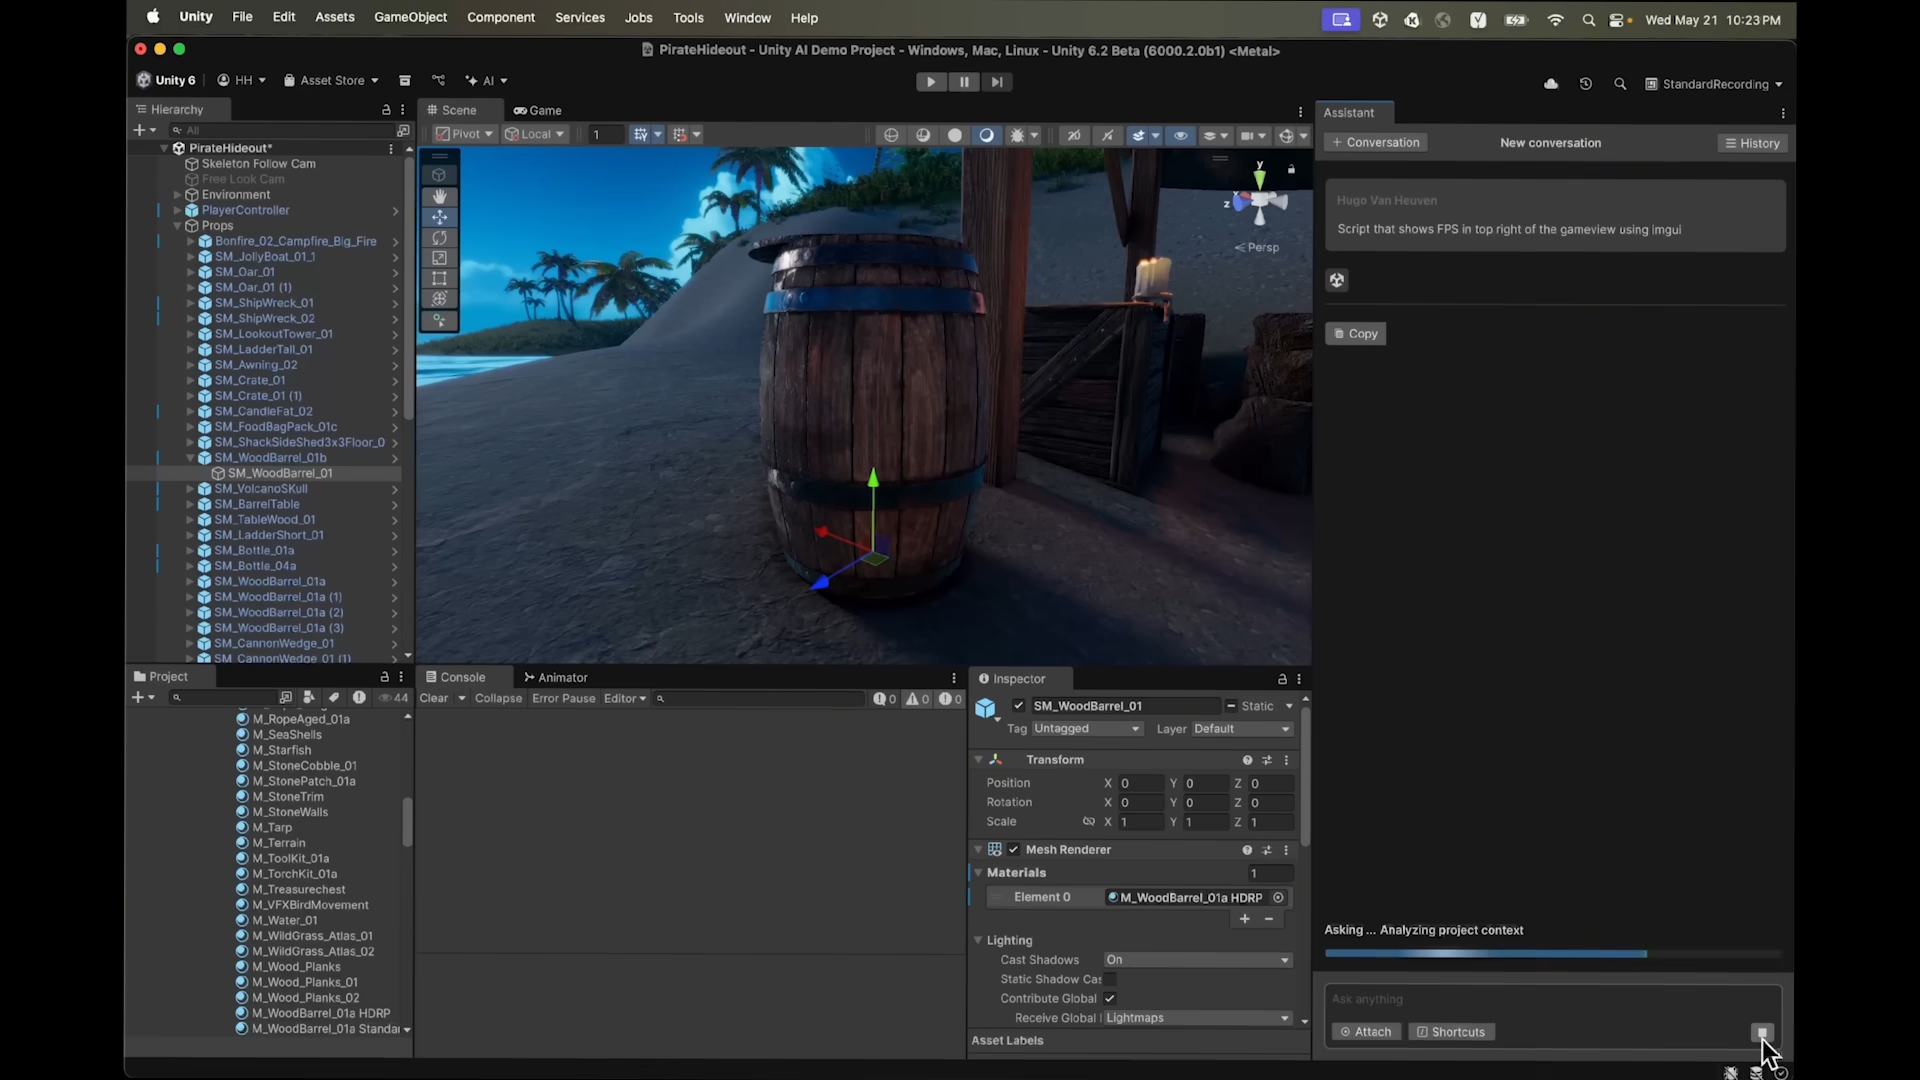 Unity File Edit Assets GameObject Component Services Jobs Tools Window Help Wed May 21 10:23 PM
PirateHideout - Unity AI Demo Project - Windows, Mac, Linux - Unity 6.2 Beta (6000.2.0b1) <Metal>
Unity 6 HH Asset Store AI StandardRecording
Hierarchy
All
PirateHideout*
Skeleton Follow Cam
Free Look Cam
Environment
PlayerController
Props
Bonfire_02_Campfire_Big_Fire
SM_JollyBoat_01_1
SM_Oar_01
SM_Oar_01 (1)
SM_ShipWreck_01
SM_ShipWreck_02
SM_LookoutTower_01
SM_LadderTall_01
SM_Awning_02
SM_Crate_01
SM_Crate_01 (1)
SM_CandleFat_02
SM_FoodBagPack_01c
SM_ShackSideShed3x3Floor_0
SM_WoodBarrel_01b
SM_WoodBarrel_01
SM_VolcanoSKull
SM_BarrelTable
SM_TableWood_01
SM_LadderShort_01
SM_Bottle_01a
SM_Bottle_04a
SM_WoodBarrel_01a
SM_WoodBarrel_01a (1)
SM_WoodBarrel_01a (2)
SM_WoodBarrel_01a (3)
SM_CannonWedge_01
SM_CannonWedge_01 (1)
Scene Game
Pivot Local 1
y
x
z
Persp
Assistant
+ Conversation New conversation History
Hugo Van Heuven
Script that shows FPS in top right of the gameview using imgui
Copy
Asking ... Analyzing project context
Ask anything
Attach Shortcuts
Project
44
M_RopeAged_01a
M_SeaShells
M_Starfish
M_StoneCobble_01
M_StonePatch_01a
M_StoneTrim
M_StoneWalls
M_Tarp
M_Terrain
M_ToolKit_01a
M_TorchKit_01a
M_Treasurechest
M_VFXBirdMovement
M_Water_01
M_WildGrass_Atlas_01
M_WildGrass_Atlas_02
M_Wood_Planks
M_Wood_Planks_01
M_Wood_Planks_02
M_WoodBarrel_01a HDRP
M_WoodBarrel_01a Standar
Console Animator
Clear Collapse Error Pause Editor 0 0 0
Inspector
SM_WoodBarrel_01 Static
Tag Untagged Layer Default
Transform
Position X 0 Y 0 Z 0
Rotation X 0 Y 0 Z 0
Scale X 1 Y 1 Z 1
Mesh Renderer
Materials 1
Element 0 M_WoodBarrel_01a HDRP
Lighting
Cast Shadows On
Static Shadow Cas
Contribute Global
Receive Global I Lightmaps
Asset Labels